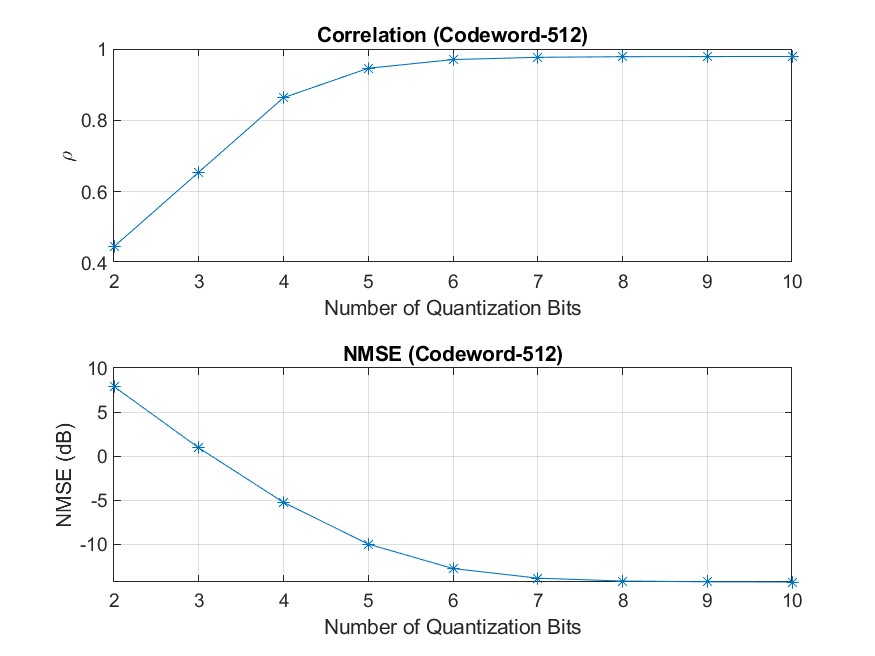 Correlation (Codeword-512)
1
0.8
0.6
0.4
ρ
2 3 4 5 6 7 8 9 10
Number of Quantization Bits
NMSE (Codeword-512)
10
5
0
-5
-10
NMSE (dB)
2 3 4 5 6 7 8 9 10
Number of Quantization Bits